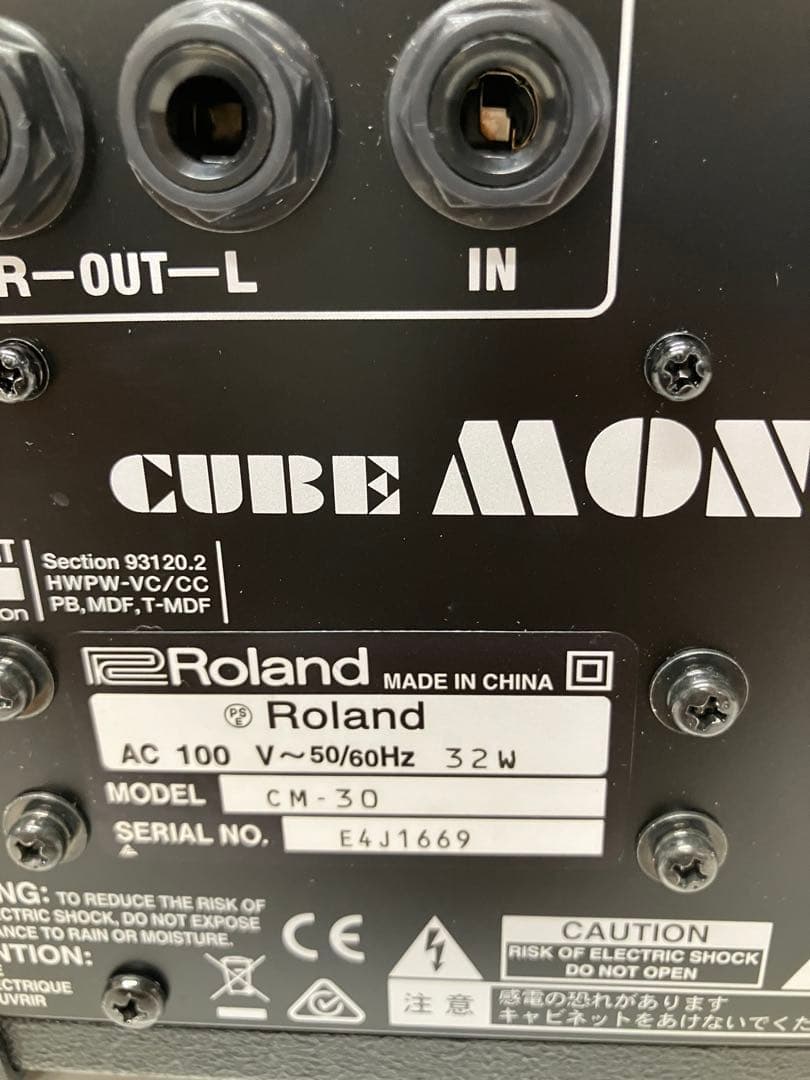 R—OUT—L
IN
CUBE MON
Section 93120.2
HWPW-VC/CC
on
PB,MDF,T-MDF
Roland MADE IN CHINA
PSE Roland
AC 100 V～50/60Hz 32W
MODEL CM-30
SERIAL NO. E4J1669
NG: TO REDUCE THE RISK OF
CTRIC SHOCK, DO NOT EXPOSE
ANCE TO RAIN OR MOISTURE.
NTION:
ECTRIQUE
UVRIR
CE
CAUTION
RISK OF ELECTRIC SHOCK
DO NOT OPEN
注意
感電の恐れがあります
キャビネットをあけないでくだ